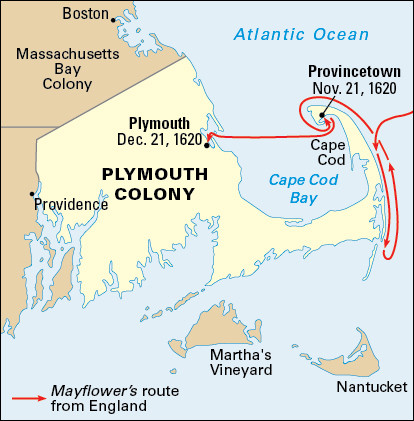 Boston
Atlantic Ocean
Massachusetts
Bay
Colony
Provincetown
Nov. 21, 1620
Plymouth
Dec. 21, 1620
Cape
Cod
PLYMOUTH
COLONY
Cape Cod
Bay
Providence
Martha's
Vineyard
Nantucket
Mayflower's route
from England